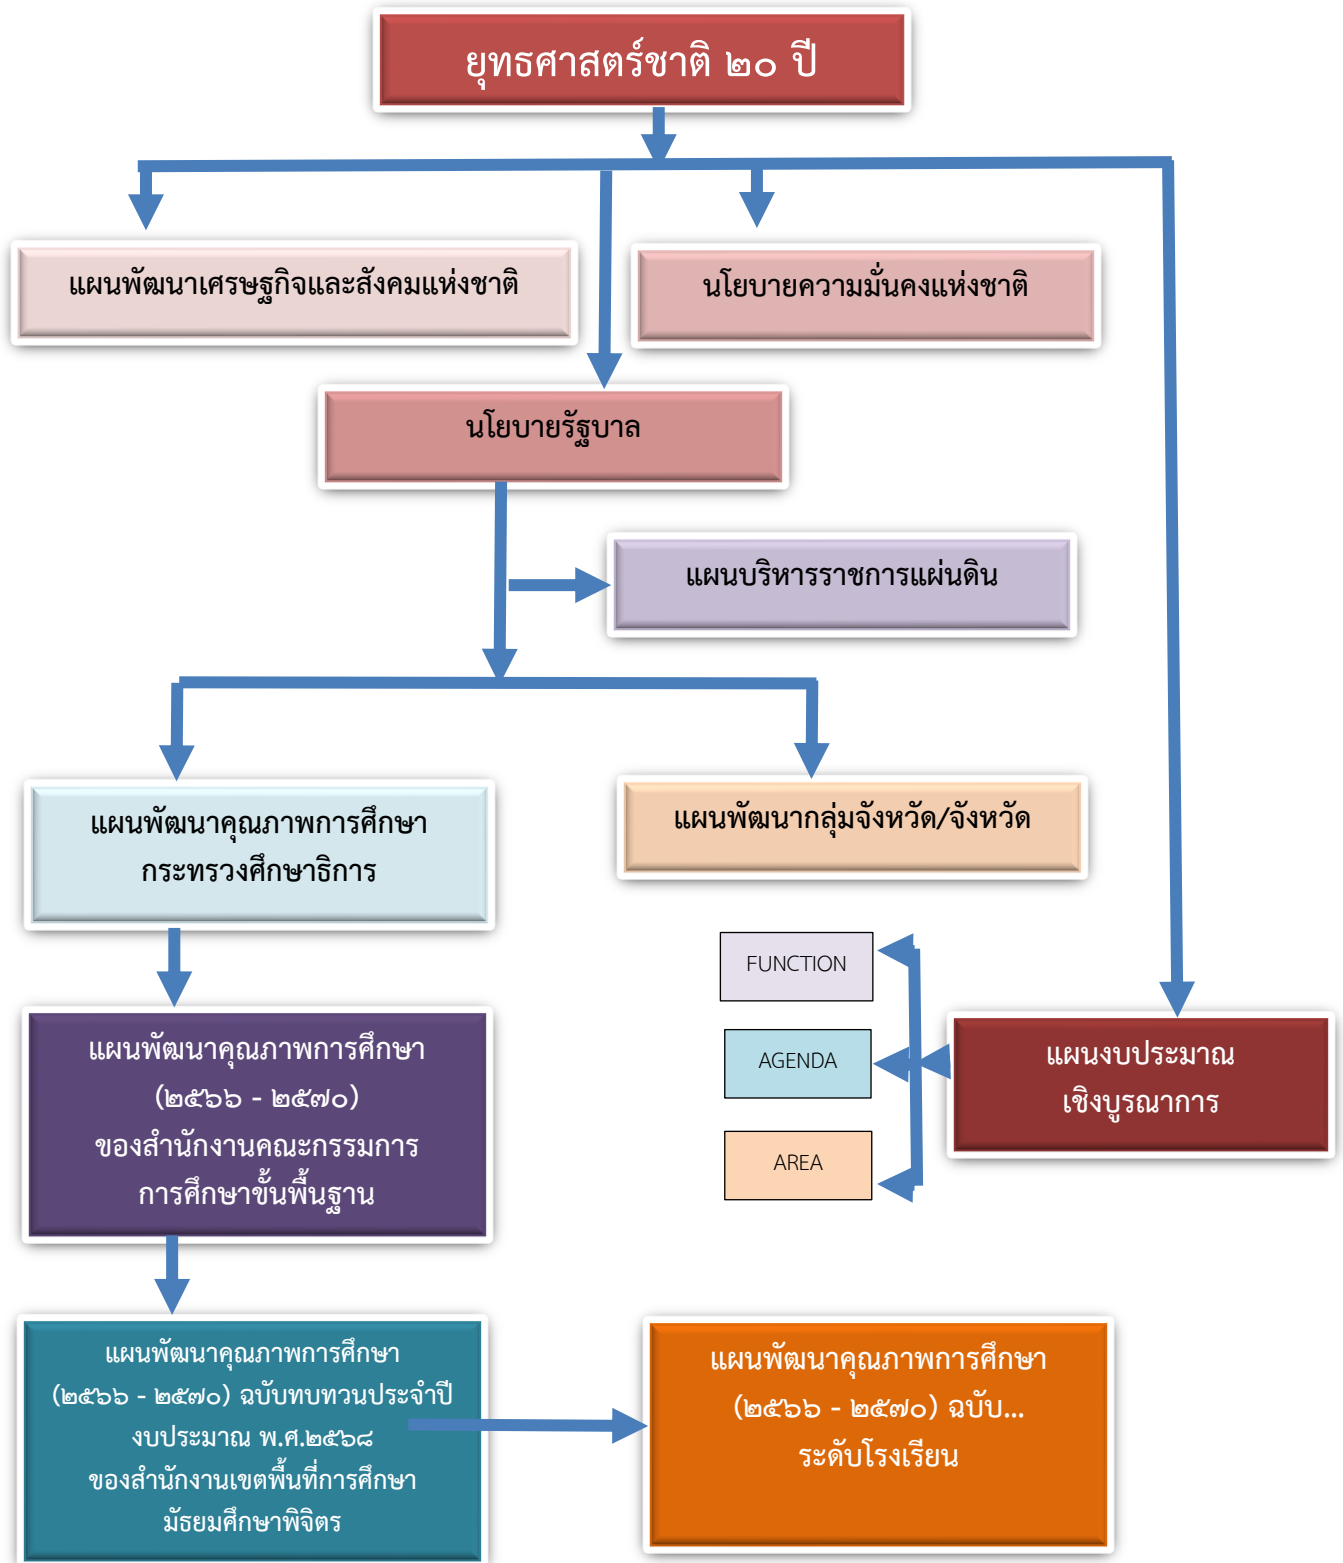 ยุทธศาสตร์ชาติ ๒๐ ปี
แผนพัฒนาเศรษฐกิจและสังคมแห่งชาติ
นโยบายความมั่นคงแห่งชาติ
นโยบายรัฐบาล
แผนบริหารราชการแผ่นดิน
แผนพัฒนาคุณภาพการศึกษา
กระทรวงศึกษาธิการ
แผนพัฒนากลุ่มจังหวัด/จังหวัด
FUNCTION
AGENDA
AREA
แผนงบประมาณ
เชิงบูรณาการ
แผนพัฒนาคุณภาพการศึกษา
(๒๕๖๖ - ๒๕๗๐)
ของสำนักงานคณะกรรมการ
การศึกษาขั้นพื้นฐาน
แผนพัฒนาคุณภาพการศึกษา
(๒๕๖๖ - ๒๕๗๐) ฉบับทบทวนประจำปี
งบประมาณ พ.ศ.๒๕๖๘
ของสำนักงานเขตพื้นที่การศึกษา
มัธยมศึกษาพิจิตร
แผนพัฒนาคุณภาพการศึกษา
(๒๕๖๖ - ๒๕๗๐) ฉบับ...
ระดับโรงเรียน